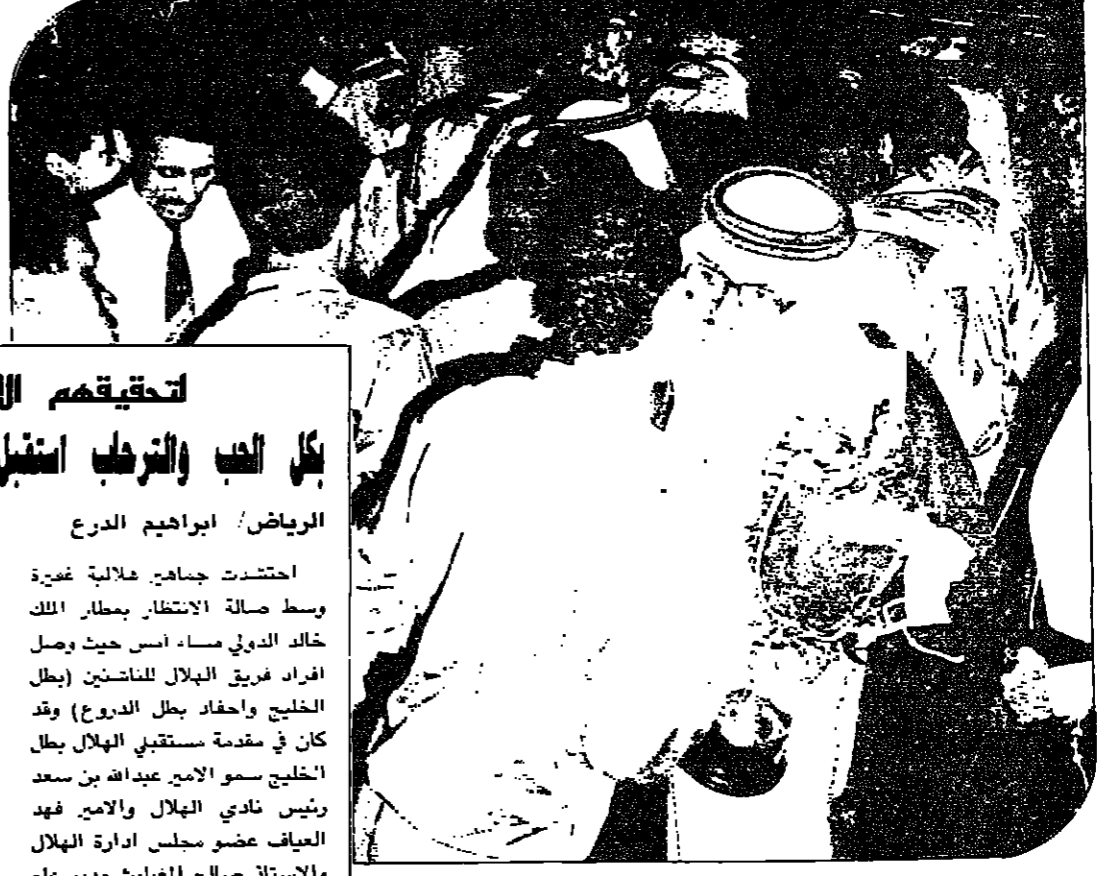 لتحقيقهم
بكل الحب والترحاب استقبل
الرياض/ ابراهيم الدرع
احتشدت جماهير هلالية غفيرة
وسط صالة الانتظار بمطار الملك
خالد الدولي مساء أمس حيث وصل
افراد فريق الهلال للناشئين (بطل
الخليج واحفاد بطل الدروع) وقد
كان في مقدمة مستقبلي الهلال بطل
الخليج سمو الامير عبدالله بن سعد
رئيس نادي الهلال والامير فهد
العياف عضو مجلس ادارة الهلال
والاستاذ صالح